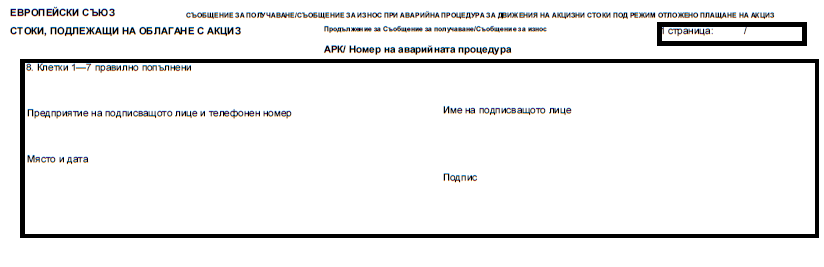 ЕВРОПЕЙСКИ СЪЮЗ
СЪОБЩЕНИЕ ЗА ПОЛУЧАВАНЕ/СЪОБЩЕНИЕ ЗА ИЗНОС ПРИ АВАРИЙНА ПРОЦЕДУРА ЗА ДВИЖЕНИЯ НА АКЦИЗНИ СТОКИ ПОД РЕЖИМ ОТЛОЖЕНО ПЛАЩАНЕ НА АКЦИЗ
СТОКИ, ПОДЛЕЖАЩИ НА ОБЛАГАНЕ С АКЦИЗ
Продължение за Съобщение за получаване/Съобщение за износ
1 страница: /
АРК/ Номер на аварийната процедура
8. Клетки 1—7 правилно попълнени
Предприятие на подписващото лице и телефонен номер
Име на подписващото лице
Място и дата
Подпис